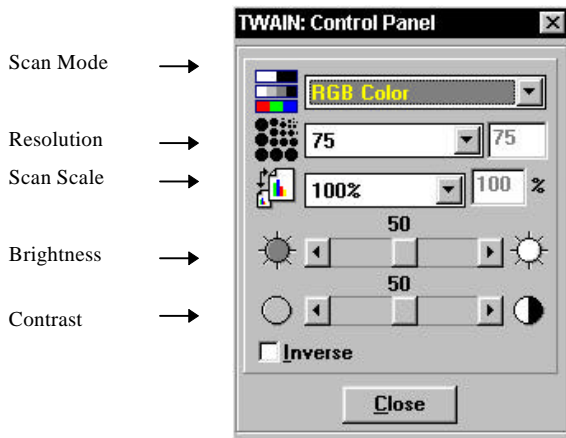 TWAIN: Control Panel
Scan Mode
RGB Color
Resolution
75 75
Scan Scale
100% 100 %
50
Brightness
50
Contrast
Inverse
Close